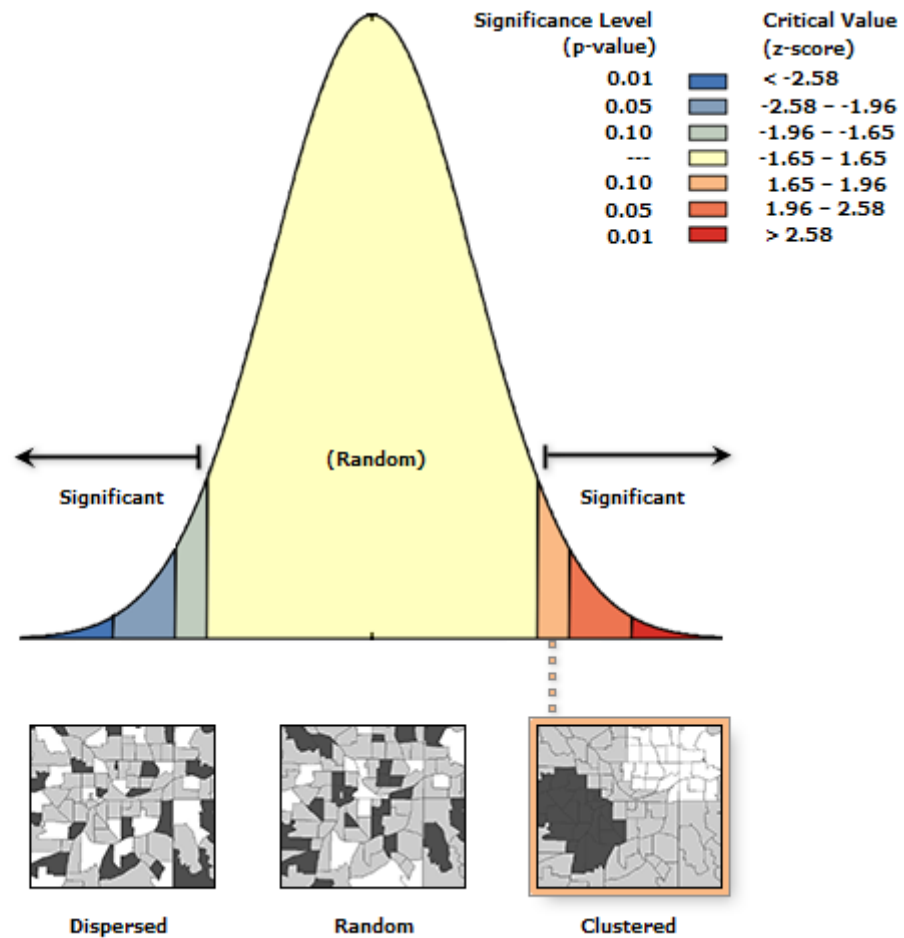 Significance Level Critical Value
(p-value) (z-score)
0.01 < -2.58
0.05 -2.58 – -1.96
0.10 -1.96 – -1.65
--- -1.65 – 1.65
0.10 1.65 – 1.96
0.05 1.96 – 2.58
0.01 > 2.58
(Random)
Significant Significant
Dispersed Random Clustered